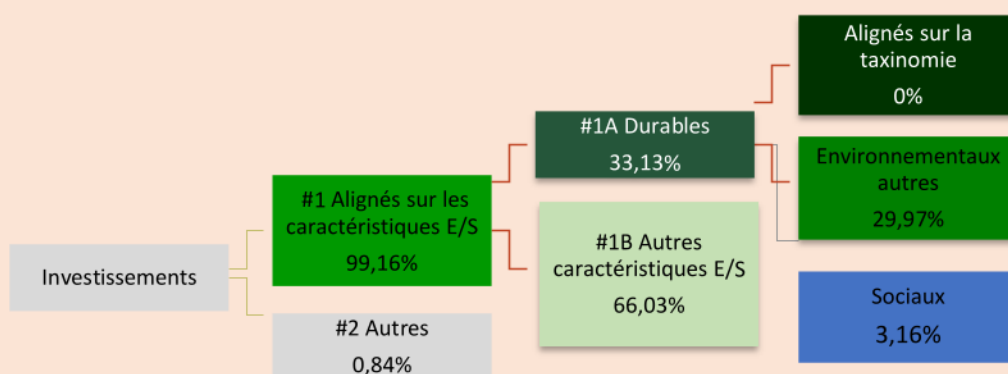 Investissements
#1 Alignés sur les
caractéristiques E/S
99,16%
#2 Autres
0,84%
#1A Durables
33,13%
#1B Autres
caractéristiques E/S
66,03%
Alignés sur la
taxinomie
0%
Environnementaux
autres
29,97%
Sociaux
3,16%